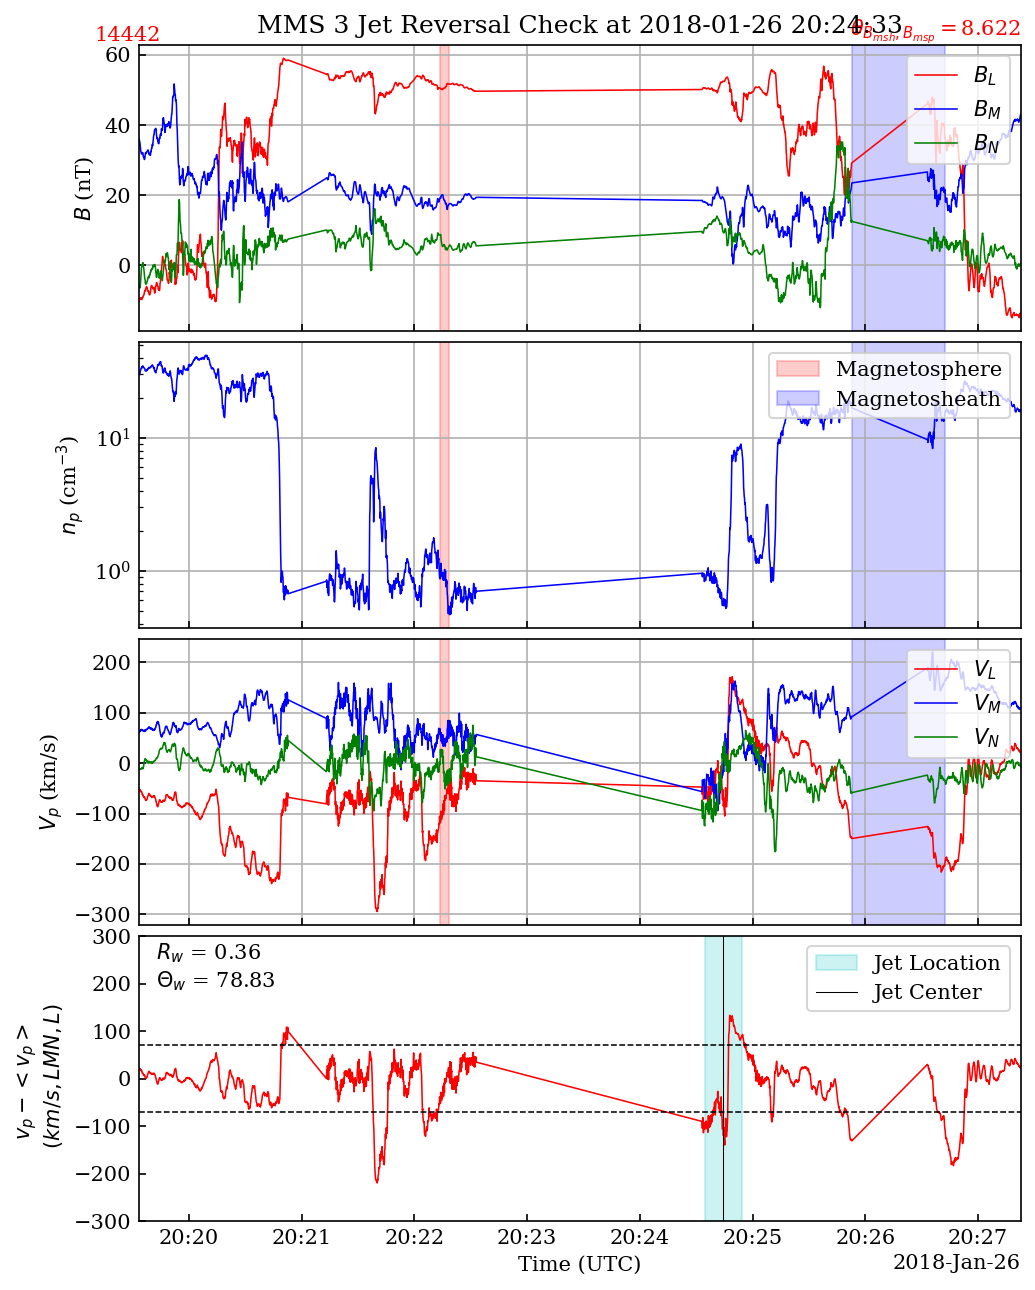 MMS 3 Jet Reversal Check at 2018-01-26 20:24:33
14442
θ_{B_{msh}, B_{msp}} = 8.622
60
40
20
0
B (nT)
B_L
B_M
B_N
10^1
10^0
n_p (cm^{-3})
Magnetosphere
Magnetosheath
200
100
0
−100
−200
−300
V_p (km/s)
V_L
V_M
V_N
300
200
100
0
−100
−200
−300
v_p − < v_p >
(km/s, LMN, L)
R_w = 0.36
Θ_w = 78.83
Jet Location
Jet Center
20:20 20:21 20:22 20:23 20:24 20:25 20:26 20:27
Time (UTC)
2018-Jan-26